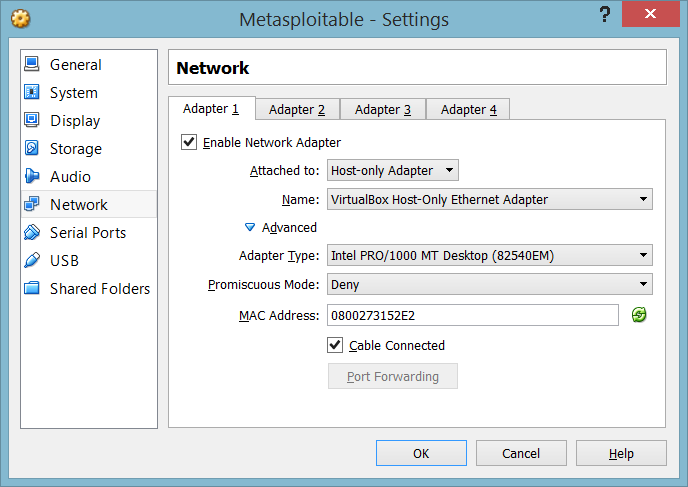 Metasploitable - Settings
?
General
System
Display
Storage
Audio
Network
Serial Ports
USB
Shared Folders
Network
Adapter 1 Adapter 2 Adapter 3 Adapter 4
Enable Network Adapter
Attached to: Host-only Adapter
Name: VirtualBox Host-Only Ethernet Adapter
Advanced
Adapter Type: Intel PRO/1000 MT Desktop (82540EM)
Promiscuous Mode: Deny
MAC Address: 0800273152E2
Cable Connected
Port Forwarding
OK Cancel Help